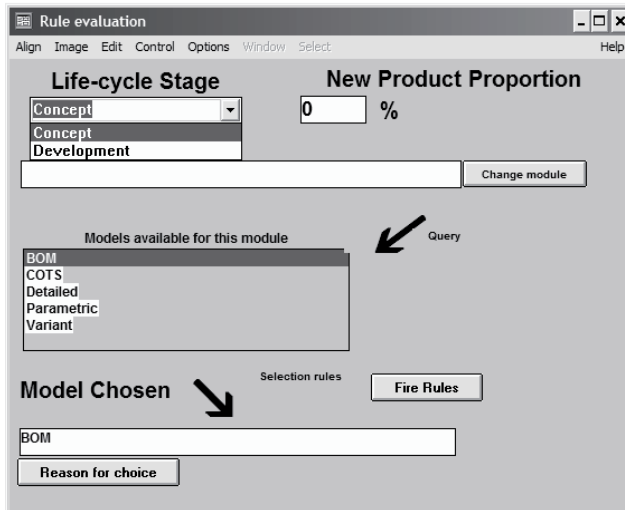 Rule evaluation
Align Image Edit Control Options Window Select Help
Life-cycle Stage New Product Proportion
Concept 0 %
Concept
Development
Change module
Models available for this module Query
BOM
COTS
Detailed
Parametric
Variant
Selection rules
Model Chosen Fire Rules
BOM
Reason for choice